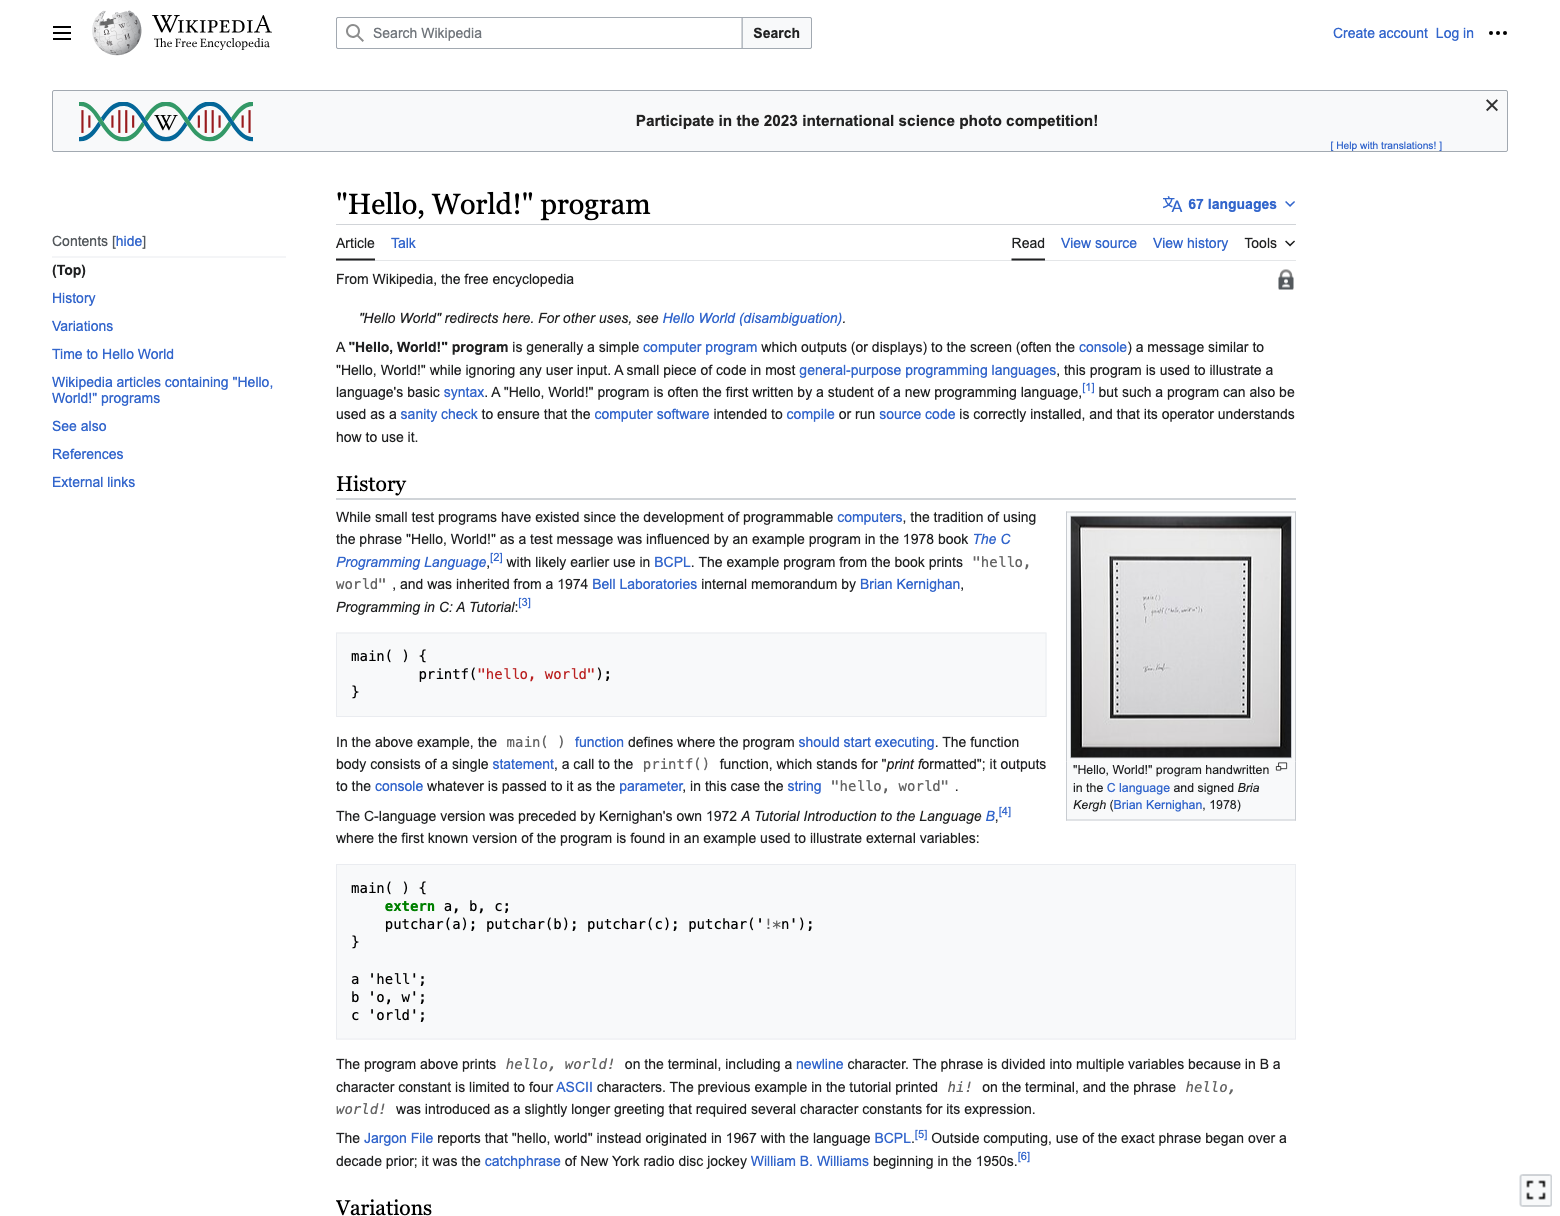 WIKIPEDIA
The Free Encyclopedia
Search Wikipedia
Search
Create account Log in
W
Participate in the 2023 international science photo competition!
[ Help with translations! ]
"Hello, World!" program
67 languages
Contents [hide]
(Top)
History
Variations
Time to Hello World
Wikipedia articles containing "Hello,
World!" programs
See also
References
External links
Article Talk
Read View source View history Tools
From Wikipedia, the free encyclopedia
"Hello World" redirects here. For other uses, see Hello World (disambiguation).
A "Hello, World!" program is generally a simple computer program which outputs (or displays) to the screen (often the console) a message similar to
"Hello, World!" while ignoring any user input. A small piece of code in most general-purpose programming languages, this program is used to illustrate a
language's basic syntax. A "Hello, World!" program is often the first written by a student of a new programming language,[1] but such a program can also be
used as a sanity check to ensure that the computer software intended to compile or run source code is correctly installed, and that its operator understands
how to use it.
History
While small test programs have existed since the development of programmable computers, the tradition of using
the phrase "Hello, World!" as a test message was influenced by an example program in the 1978 book The C
Programming Language,[2] with likely earlier use in BCPL. The example program from the book prints "hello,
world" , and was inherited from a 1974 Bell Laboratories internal memorandum by Brian Kernighan,
Programming in C: A Tutorial:[3]
main( ) {
        printf("hello, world");
}
In the above example, the main( ) function defines where the program should start executing. The function
body consists of a single statement, a call to the printf() function, which stands for "print formatted"; it outputs
to the console whatever is passed to it as the parameter, in this case the string "hello, world" .
main()
{
printf("hello, world\n");
}
"Hello, World!" program handwritten
in the C language and signed Bria
Kergh (Brian Kernighan, 1978)
The C-language version was preceded by Kernighan's own 1972 A Tutorial Introduction to the Language B,[4]
where the first known version of the program is found in an example used to illustrate external variables:
main( ) {
    extern a, b, c;
    putchar(a); putchar(b); putchar(c); putchar('!*n');
}
a 'hell';
b 'o, w';
c 'orld';
The program above prints hello, world! on the terminal, including a newline character. The phrase is divided into multiple variables because in B a
character constant is limited to four ASCII characters. The previous example in the tutorial printed hi! on the terminal, and the phrase hello,
world! was introduced as a slightly longer greeting that required several character constants for its expression.
The Jargon File reports that "hello, world" instead originated in 1967 with the language BCPL.[5] Outside computing, use of the exact phrase began over a
decade prior; it was the catchphrase of New York radio disc jockey William B. Williams beginning in the 1950s.[6]
Variations